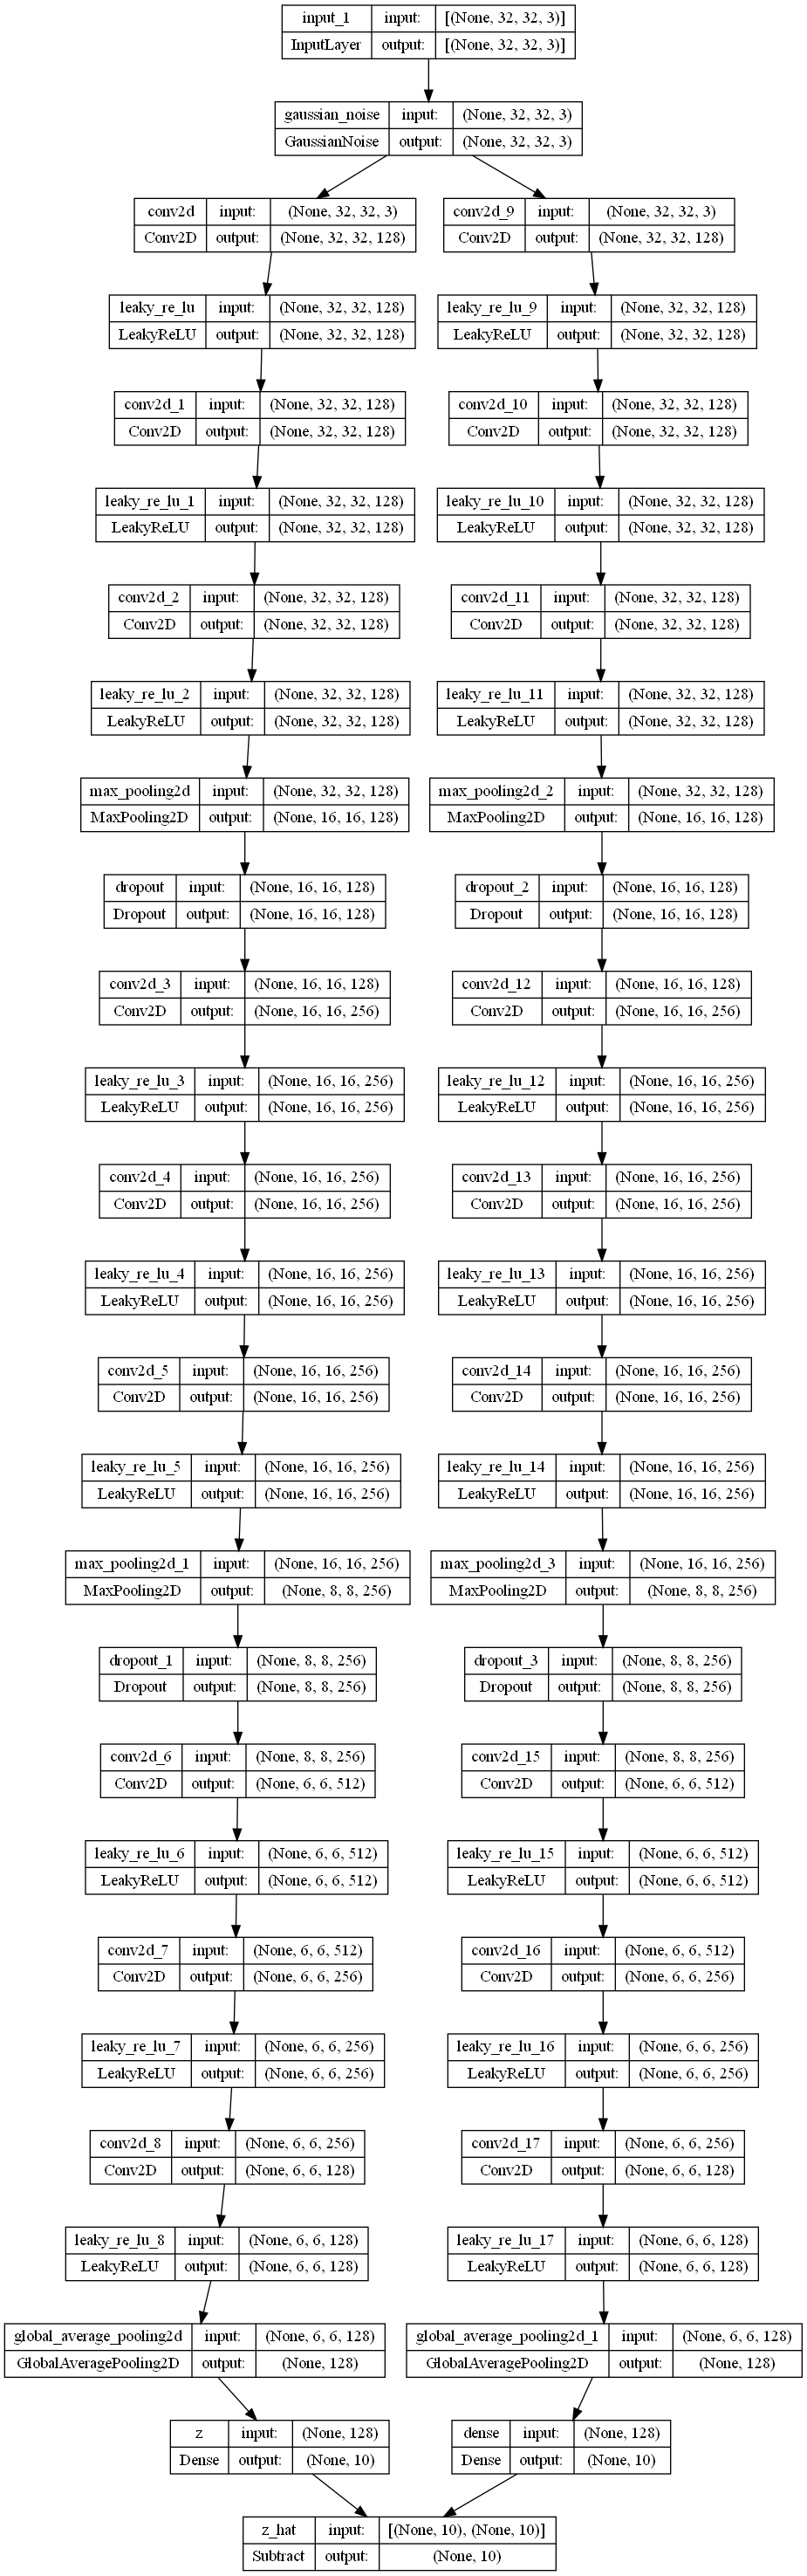 input_1 input: [(None, 32, 32, 3)]
InputLayer output: [(None, 32, 32, 3)]
gaussian_noise input: (None, 32, 32, 3)
GaussianNoise output: (None, 32, 32, 3)
conv2d input: (None, 32, 32, 3)
Conv2D output: (None, 32, 32, 128)
conv2d_9 input: (None, 32, 32, 3)
Conv2D output: (None, 32, 32, 128)
leaky_re_lu input: (None, 32, 32, 128)
LeakyReLU output: (None, 32, 32, 128)
leaky_re_lu_9 input: (None, 32, 32, 128)
LeakyReLU output: (None, 32, 32, 128)
conv2d_1 input: (None, 32, 32, 128)
Conv2D output: (None, 32, 32, 128)
conv2d_10 input: (None, 32, 32, 128)
Conv2D output: (None, 32, 32, 128)
leaky_re_lu_1 input: (None, 32, 32, 128)
LeakyReLU output: (None, 32, 32, 128)
leaky_re_lu_10 input: (None, 32, 32, 128)
LeakyReLU output: (None, 32, 32, 128)
conv2d_2 input: (None, 32, 32, 128)
Conv2D output: (None, 32, 32, 128)
conv2d_11 input: (None, 32, 32, 128)
Conv2D output: (None, 32, 32, 128)
leaky_re_lu_2 input: (None, 32, 32, 128)
LeakyReLU output: (None, 32, 32, 128)
leaky_re_lu_11 input: (None, 32, 32, 128)
LeakyReLU output: (None, 32, 32, 128)
max_pooling2d input: (None, 32, 32, 128)
MaxPooling2D output: (None, 16, 16, 128)
max_pooling2d_2 input: (None, 32, 32, 128)
MaxPooling2D output: (None, 16, 16, 128)
dropout input: (None, 16, 16, 128)
Dropout output: (None, 16, 16, 128)
dropout_2 input: (None, 16, 16, 128)
Dropout output: (None, 16, 16, 128)
conv2d_3 input: (None, 16, 16, 128)
Conv2D output: (None, 16, 16, 256)
conv2d_12 input: (None, 16, 16, 128)
Conv2D output: (None, 16, 16, 256)
leaky_re_lu_3 input: (None, 16, 16, 256)
LeakyReLU output: (None, 16, 16, 256)
leaky_re_lu_12 input: (None, 16, 16, 256)
LeakyReLU output: (None, 16, 16, 256)
conv2d_4 input: (None, 16, 16, 256)
Conv2D output: (None, 16, 16, 256)
conv2d_13 input: (None, 16, 16, 256)
Conv2D output: (None, 16, 16, 256)
leaky_re_lu_4 input: (None, 16, 16, 256)
LeakyReLU output: (None, 16, 16, 256)
leaky_re_lu_13 input: (None, 16, 16, 256)
LeakyReLU output: (None, 16, 16, 256)
conv2d_5 input: (None, 16, 16, 256)
Conv2D output: (None, 16, 16, 256)
conv2d_14 input: (None, 16, 16, 256)
Conv2D output: (None, 16, 16, 256)
leaky_re_lu_5 input: (None, 16, 16, 256)
LeakyReLU output: (None, 16, 16, 256)
leaky_re_lu_14 input: (None, 16, 16, 256)
LeakyReLU output: (None, 16, 16, 256)
max_pooling2d_1 input: (None, 16, 16, 256)
MaxPooling2D output: (None, 8, 8, 256)
max_pooling2d_3 input: (None, 16, 16, 256)
MaxPooling2D output: (None, 8, 8, 256)
dropout_1 input: (None, 8, 8, 256)
Dropout output: (None, 8, 8, 256)
dropout_3 input: (None, 8, 8, 256)
Dropout output: (None, 8, 8, 256)
conv2d_6 input: (None, 8, 8, 256)
Conv2D output: (None, 6, 6, 512)
conv2d_15 input: (None, 8, 8, 256)
Conv2D output: (None, 6, 6, 512)
leaky_re_lu_6 input: (None, 6, 6, 512)
LeakyReLU output: (None, 6, 6, 512)
leaky_re_lu_15 input: (None, 6, 6, 512)
LeakyReLU output: (None, 6, 6, 512)
conv2d_7 input: (None, 6, 6, 512)
Conv2D output: (None, 6, 6, 256)
conv2d_16 input: (None, 6, 6, 512)
Conv2D output: (None, 6, 6, 256)
leaky_re_lu_7 input: (None, 6, 6, 256)
LeakyReLU output: (None, 6, 6, 256)
leaky_re_lu_16 input: (None, 6, 6, 256)
LeakyReLU output: (None, 6, 6, 256)
conv2d_8 input: (None, 6, 6, 256)
Conv2D output: (None, 6, 6, 128)
conv2d_17 input: (None, 6, 6, 256)
Conv2D output: (None, 6, 6, 128)
leaky_re_lu_8 input: (None, 6, 6, 128)
LeakyReLU output: (None, 6, 6, 128)
leaky_re_lu_17 input: (None, 6, 6, 128)
LeakyReLU output: (None, 6, 6, 128)
global_average_pooling2d input: (None, 6, 6, 128)
GlobalAveragePooling2D output: (None, 128)
global_average_pooling2d_1 input: (None, 6, 6, 128)
GlobalAveragePooling2D output: (None, 128)
z input: (None, 128)
Dense output: (None, 10)
dense input: (None, 128)
Dense output: (None, 10)
z_hat input: [(None, 10), (None, 10)]
Subtract output: (None, 10)